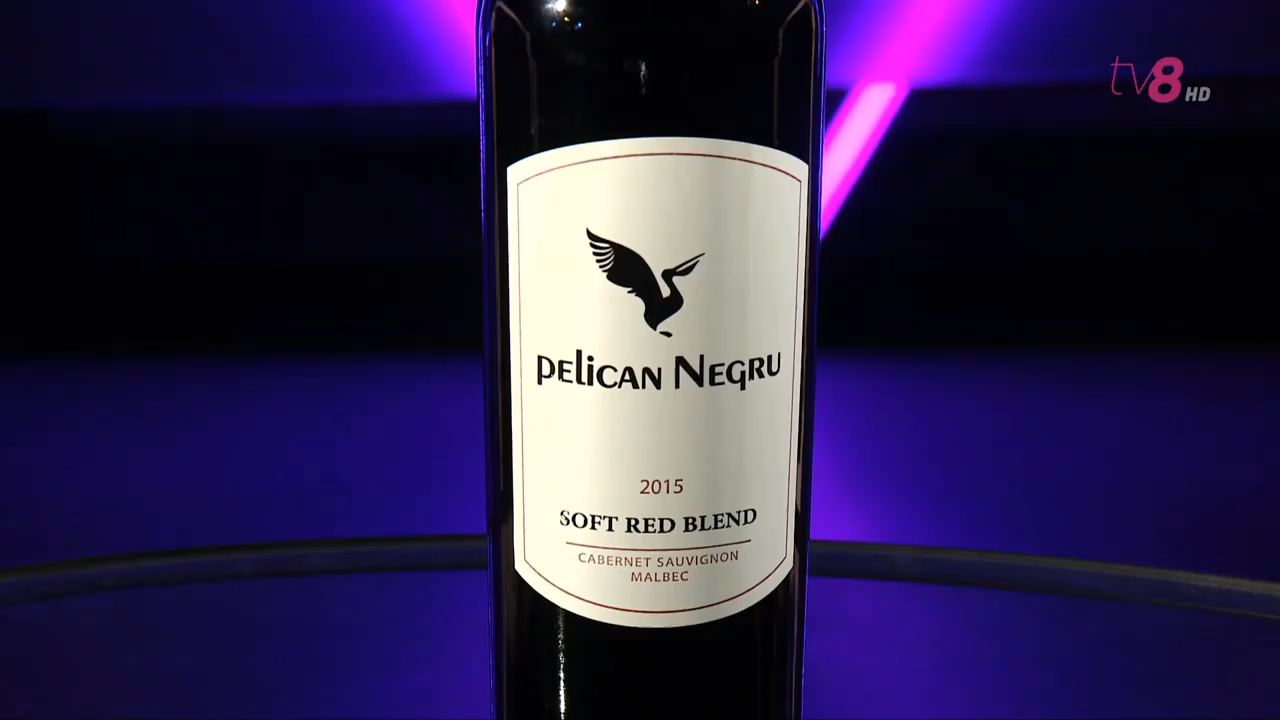 tv8 HD
pelican Negru
2015
SOFT RED BLEND
CABERNET SAUVIGNON
MALBEC